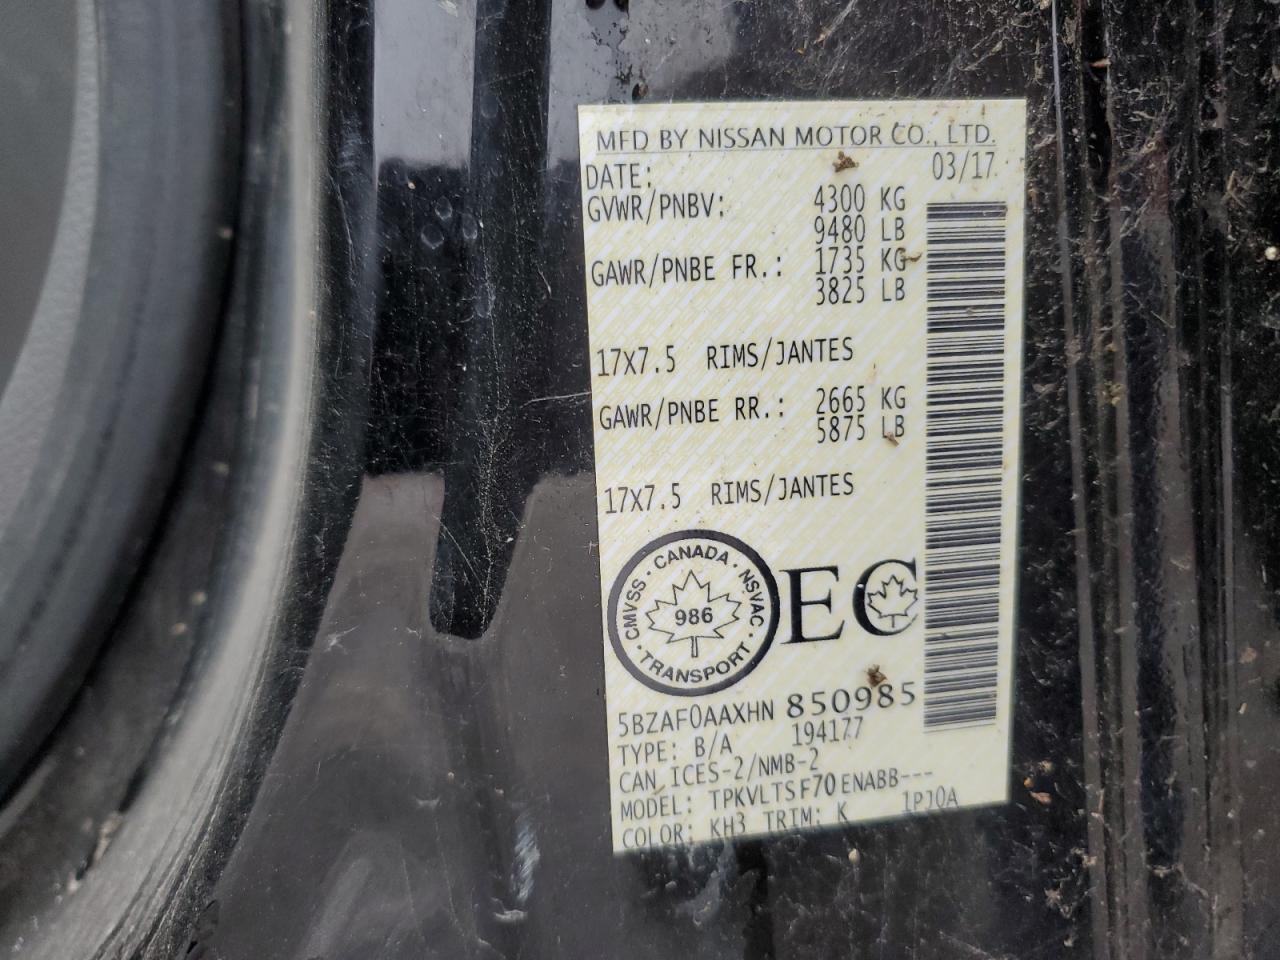 MFD BY NISSAN MOTOR CO., LTD.
DATE: 03/17
GVWR/PNBV: 4300 KG
9480 LB
GAWR/PNBE FR.: 1735 KG
3825 LB
17X7.5 RIMS/JANTES
GAWR/PNBE RR.: 2665 KG
5875 LB
17X7.5 RIMS/JANTES
CMVSS · CANADA · NSVAC · TRANSPORT ·
986
EC
5BZAF0AAXHN 850985
TYPE: B/A 194177
CAN ICES-2/NMB-2
MODEL: TPKVLTSF70ENABB---
COLOR: KH3 TRIM: K 1PJ0A